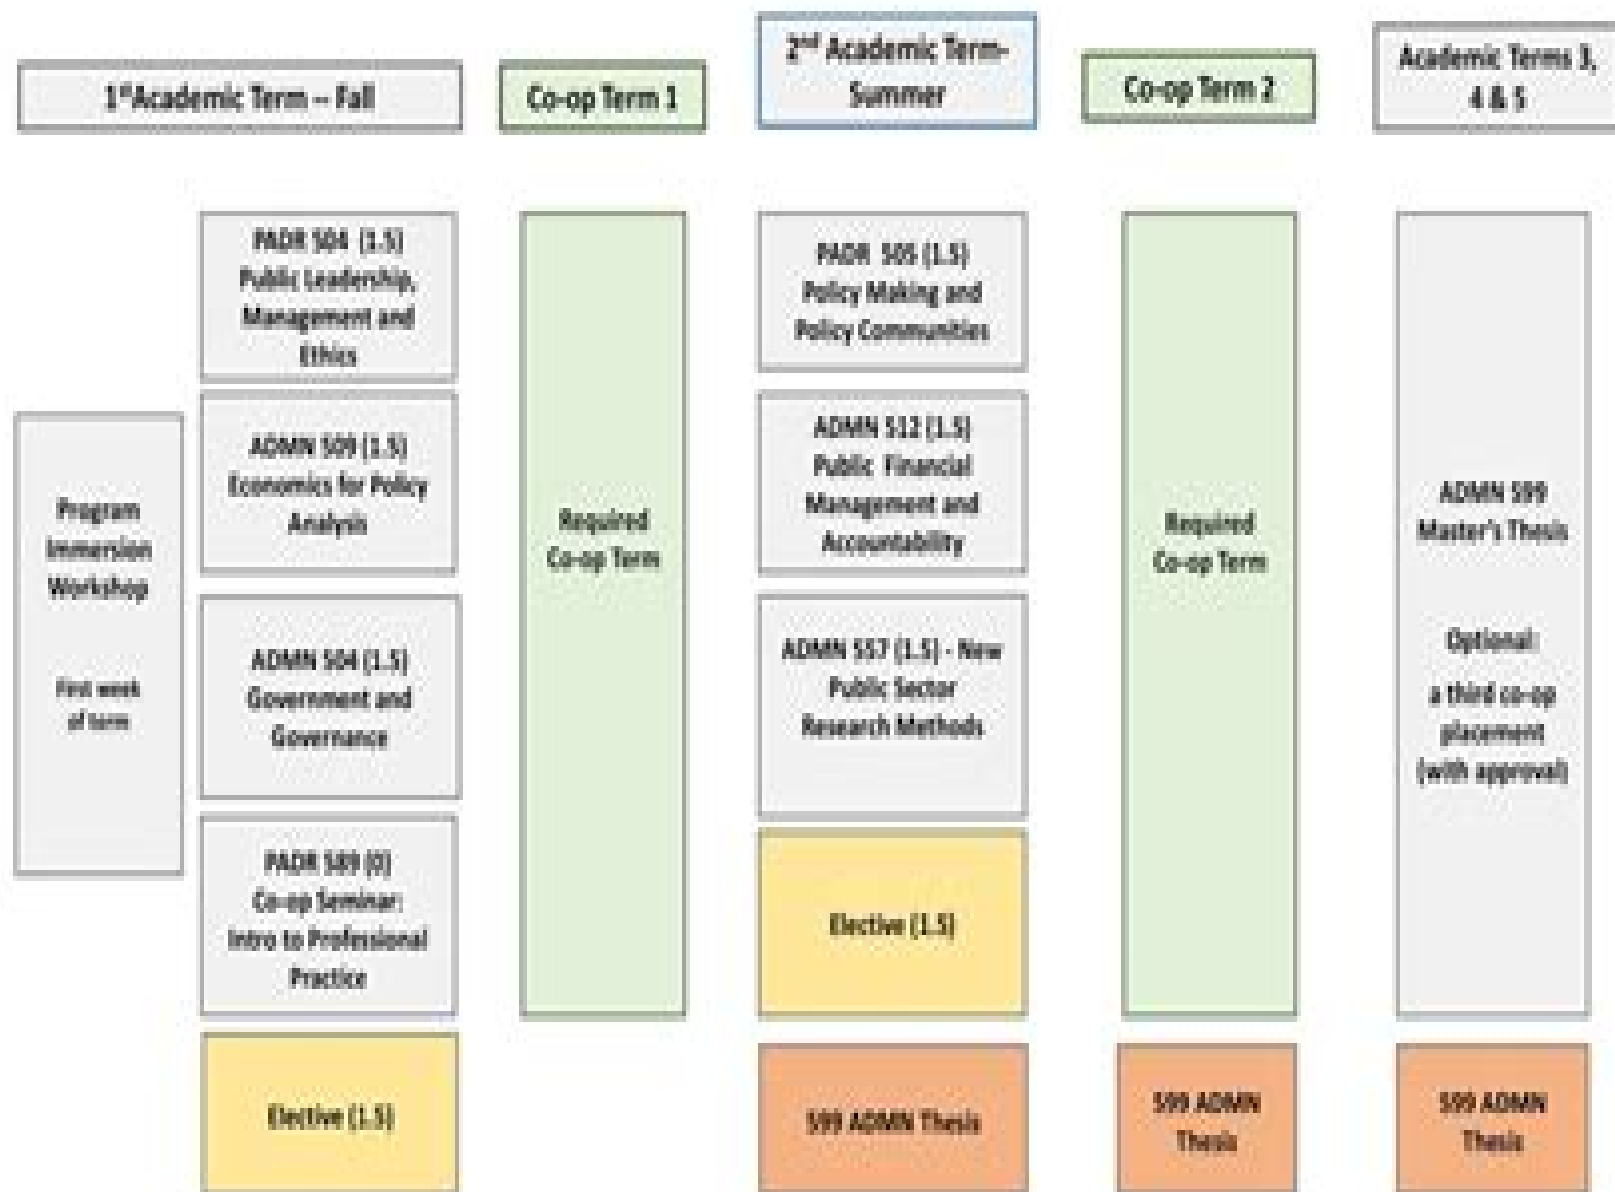 1st Academic Term – Fall
Co-op Term 1
2nd Academic Term-
Summer
Co-op Term 2
Academic Terms 3,
4 & 5
Program
Immersion
Workshop
First week
of term
PADR 504 (1.5)
Public Leadership,
Management and
Ethics
ADMN 509 (1.5)
Economics for Policy
Analysis
ADMN 504 (1.5)
Government and
Governance
PADR 589 (0)
Co-op Seminar:
Intro to Professional
Practice
Elective (1.5)
Required
Co-op Term
PADR 505 (1.5)
Policy Making and
Policy Communities
ADMN 512 (1.5)
Public Financial
Management and
Accountability
ADMN 557 (1.5) - New
Public Sector
Research Methods
Elective (1.5)
599 ADMN Thesis
Required
Co-op Term
599 ADMN
Thesis
ADMN 599
Master's Thesis
Optional:
a third co-op
placement
(with approval)
599 ADMN
Thesis